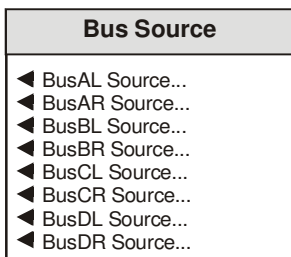 Bus Source
◄ BusAL Source...
◄ BusAR Source...
◄ BusBL Source...
◄ BusBR Source...
◄ BusCL Source...
◄ BusCR Source...
◄ BusDL Source...
◄ BusDR Source...